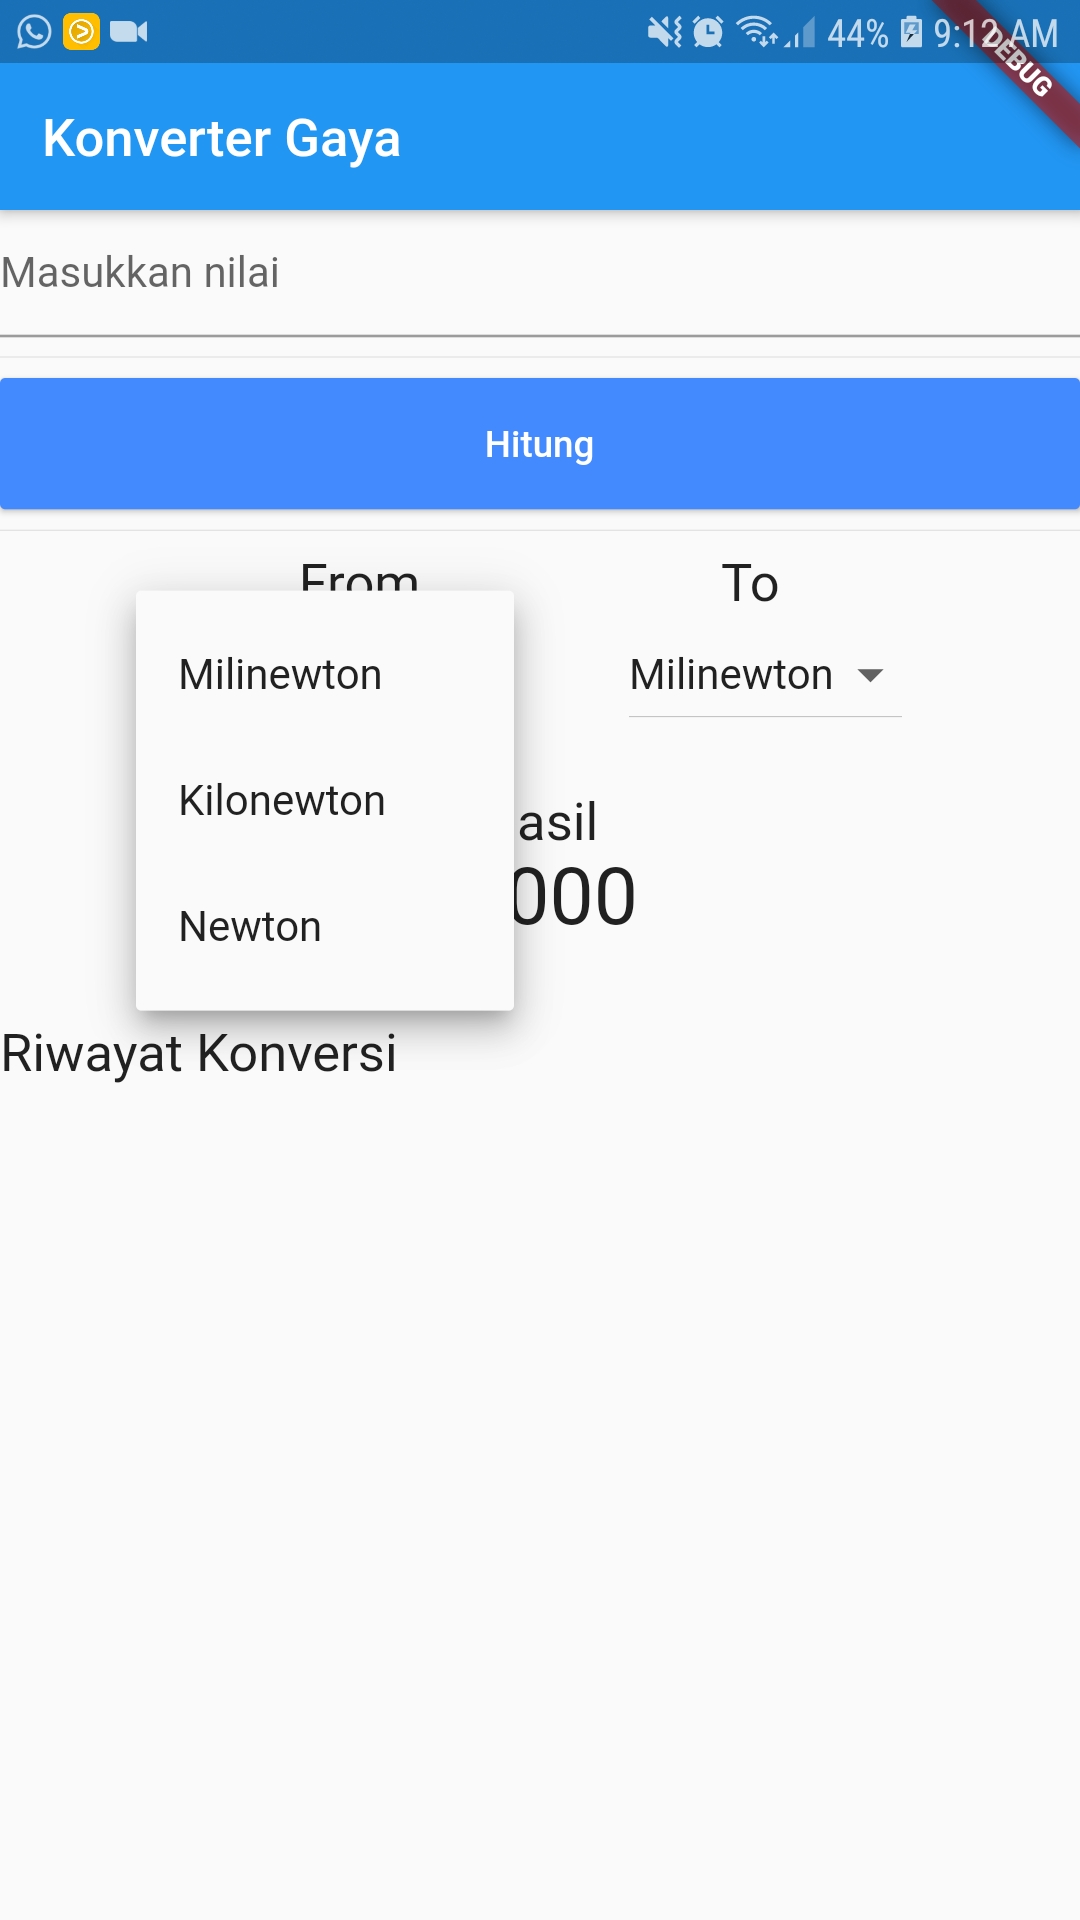 44% 9:12 AM
DEBUG
Konverter Gaya
Masukkan nilai
Hitung
From To
Milinewton Milinewton
Kilonewton
asil
000
Newton
Riwayat Konversi